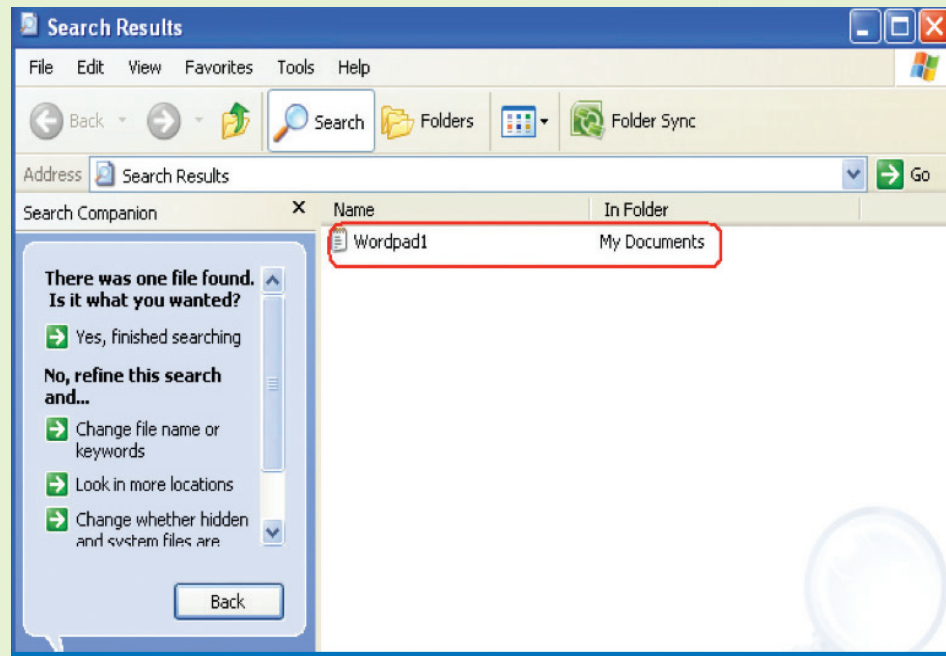 Search Results
File Edit View Favorites Tools Help
Back Search Folders Folder Sync
Address Search Results Go
Search Companion X Name In Folder
Wordpad1 My Documents
There was one file found.
Is it what you wanted?
Yes, finished searching
No, refine this search
and...
Change file name or
keywords
Look in more locations
Change whether hidden
and system files are
Back